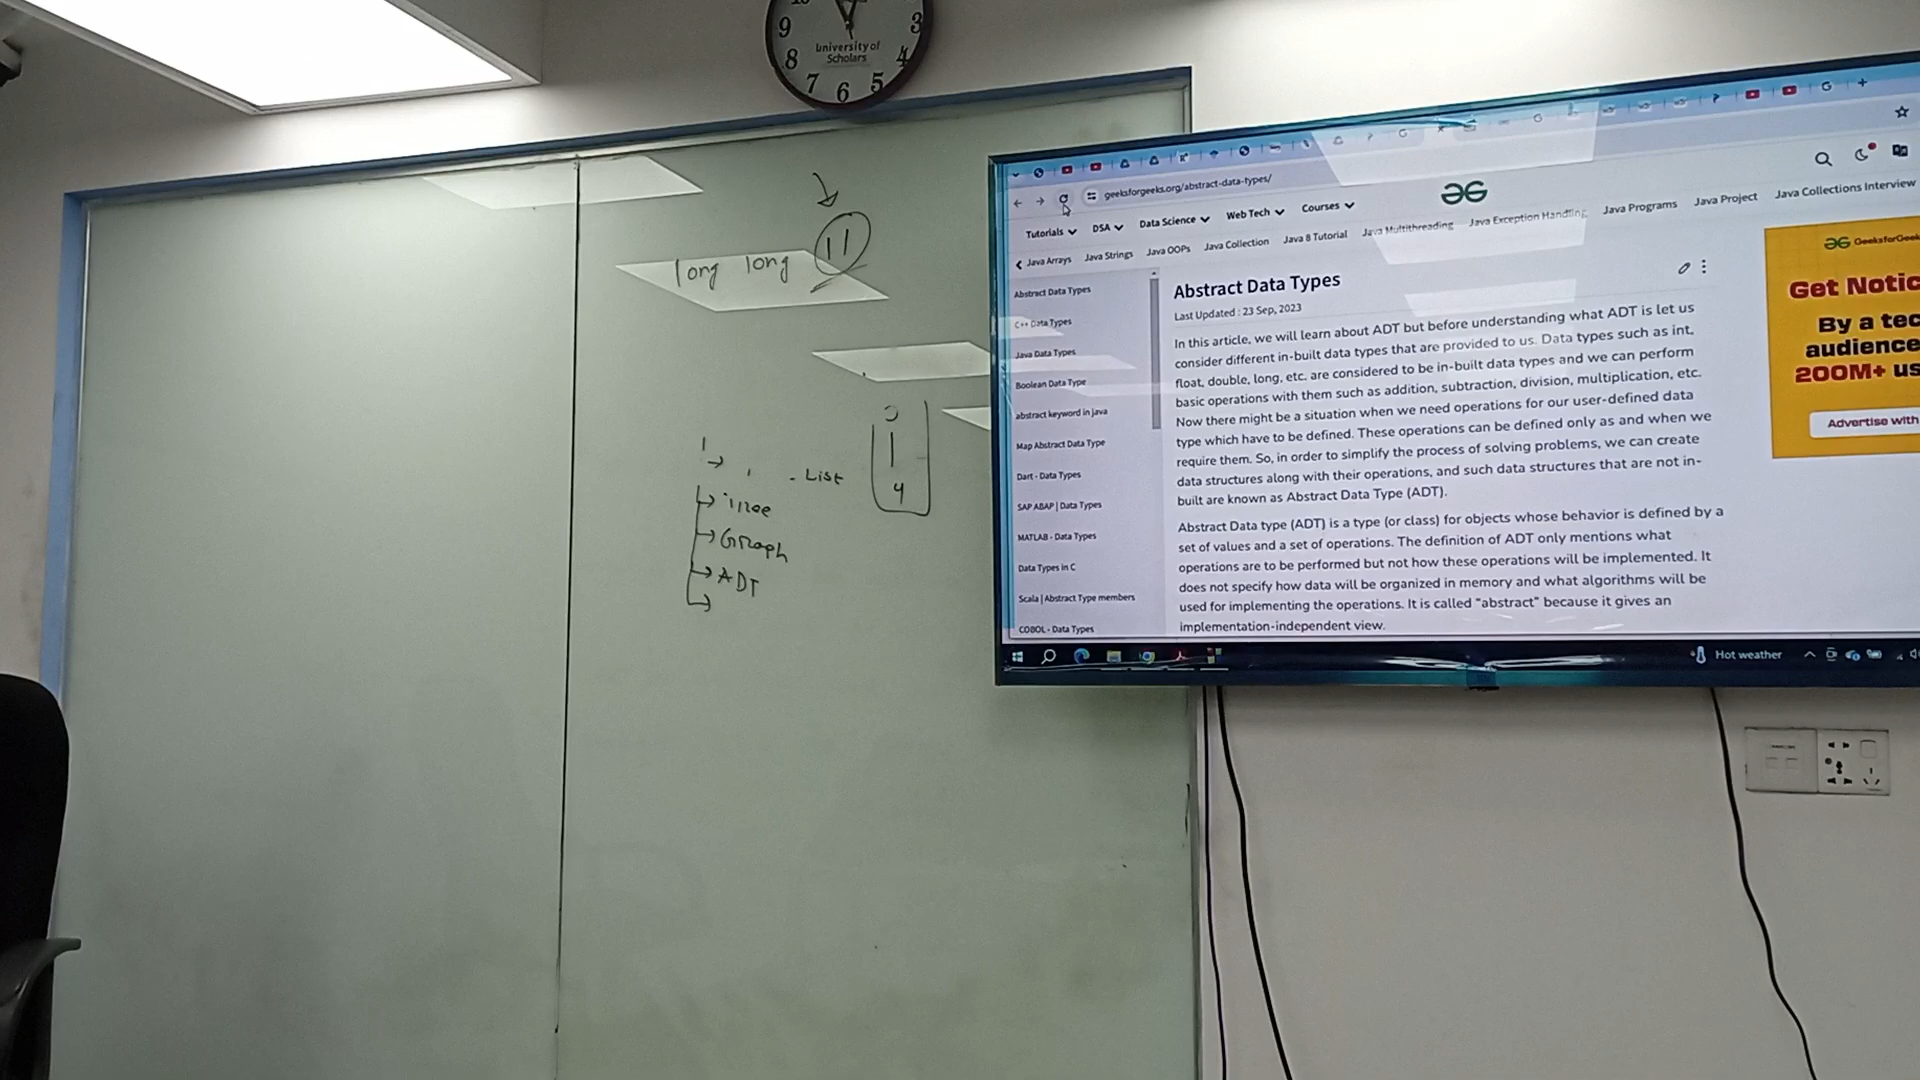 9
3
8
4
7
6
5
University of
Scholars
long long
11
List
Tree
Graph
ADT
1
4
geeksforgeeks.org/abstract-data-types/
Tutorials
DSA
Data Science
Web Tech
Courses
Java Arrays
Java Strings
Java OOPs
Java Collection
Java 8 Tutorial
Java Multithreading
Java Exception Handling
Java Programs
Java Project
Java Collections Interview
Abstract Data Types
C++ Data Types
Java Data Types
Boolean Data Type
abstract keyword in java
Map Abstract Data Type
Dart - Data Types
SAP ABAP | Data Types
MATLAB - Data Types
Data Types in C
Scala | Abstract Type members
COBOL - Data Types
Abstract Data Types
Last Updated : 23 Sep, 2023
In this article, we will learn about ADT but before understanding what ADT is let us
consider different in-built data types that are provided to us. Data types such as int,
float, double, long, etc. are considered to be in-built data types and we can perform
basic operations with them such as addition, subtraction, division, multiplication, etc.
Now there might be a situation when we need operations for our user-defined data
type which have to be defined. These operations can be defined only as and when we
require them. So, in order to simplify the process of solving problems, we can create
data structures along with their operations, and such data structures that are not in-
built are known as Abstract Data Type (ADT).
Abstract Data type (ADT) is a type (or class) for objects whose behavior is defined by a
set of values and a set of operations. The definition of ADT only mentions what
operations are to be performed but not how these operations will be implemented. It
does not specify how data will be organized in memory and what algorithms will be
used for implementing the operations. It is called "abstract" because it gives an
implementation-independent view.
GeeksforGeek
Get Notic
By a tec
audience
200M+ us
Advertise with
Hot weather